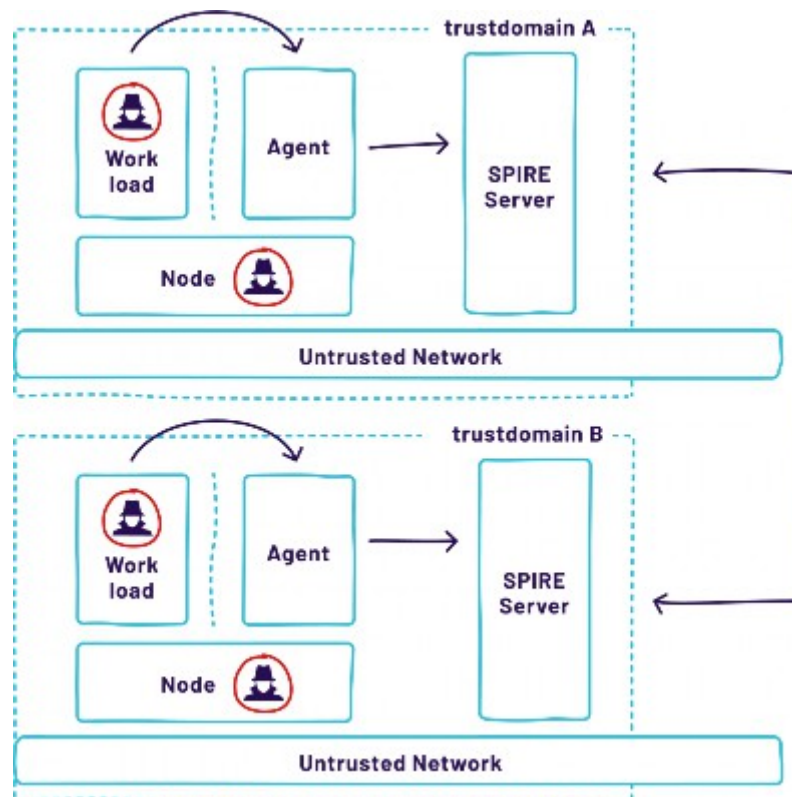 trustdomain A
Work
load
Agent
SPIRE
Server
Node
Untrusted Network
trustdomain B
Work
load
Agent
SPIRE
Server
Node
Untrusted Network